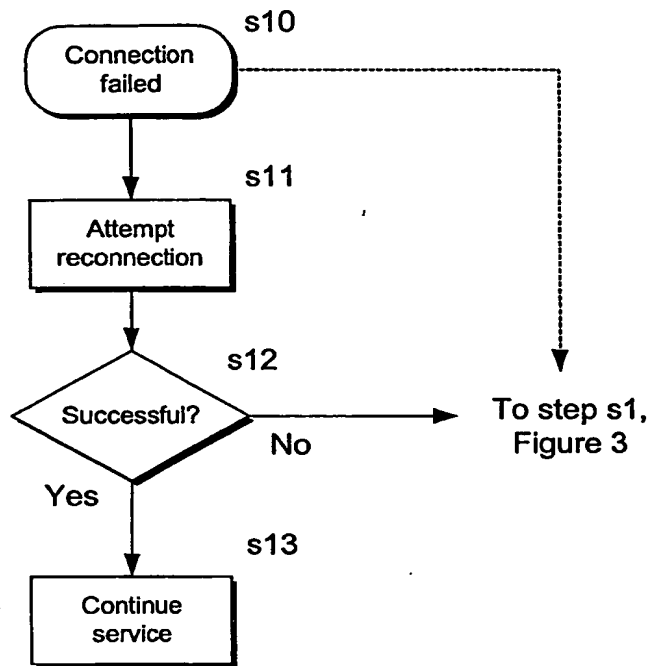 s10
Connection
failed
s11
Attempt
reconnection
s12
Successful?
No
To step s1,
Figure 3
Yes
s13
Continue
service